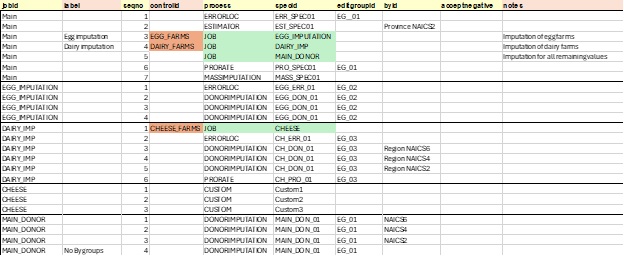 jobid label seqno controlid process specid editgroupid byid acceptnegative notes
Main 1 ERRORLOC ERR_SPEC01 EG_01
Main 2 ESTIMATOR EST_SPEC01 Province NAICS2
Main Egg imputation 3 EGG_FARMS JOB EGG_IMPUTATION Imputation of egg farms
Main Dairy imputation 4 DAIRY_FARMS JOB DAIRY_IMP Imputation of dairy farms
Main 5 JOB MAIN_DONOR Imputation for all remaining values
Main 6 PRORATE PRO_SPEC01 EG_01
Main 7 MASSIMPUTATION MASS_SPEC01
EGG_IMPUTATION 1 ERRORLOC EGG_ERR_01 EG_02
EGG_IMPUTATION 2 DONORIMPUTATION EGG_DON_01 EG_02
EGG_IMPUTATION 3 DONORIMPUTATION EGG_DON_01 EG_02
EGG_IMPUTATION 4 DONORIMPUTATION EGG_DON_01 EG_02
DAIRY_IMP 1 CHEESE_FARMS JOB CHEESE
DAIRY_IMP 2 ERRORLOC CH_ERR_01 EG_03
DAIRY_IMP 3 DONORIMPUTATION CH_DON_01 EG_03 Region NAICS6
DAIRY_IMP 4 DONORIMPUTATION CH_DON_01 EG_03 Region NAICS4
DAIRY_IMP 5 DONORIMPUTATION CH_DON_01 EG_03 Region NAICS2
DAIRY_IMP 6 PRORATE CH_PRO_01 EG_03
CHEESE 1 CUSTOM Custom1
CHEESE 2 CUSTOM Custom2
CHEESE 3 CUSTOM Custom3
MAIN_DONOR 1 DONORIMPUTATION MAIN_DON_01 EG_01 NAICS6
MAIN_DONOR 2 DONORIMPUTATION MAIN_DON_01 EG_01 NAICS4
MAIN_DONOR 3 DONORIMPUTATION MAIN_DON_01 EG_01 NAICS2
MAIN_DONOR No By groups 4 DONORIMPUTATION MAIN_DON_01 EG_01